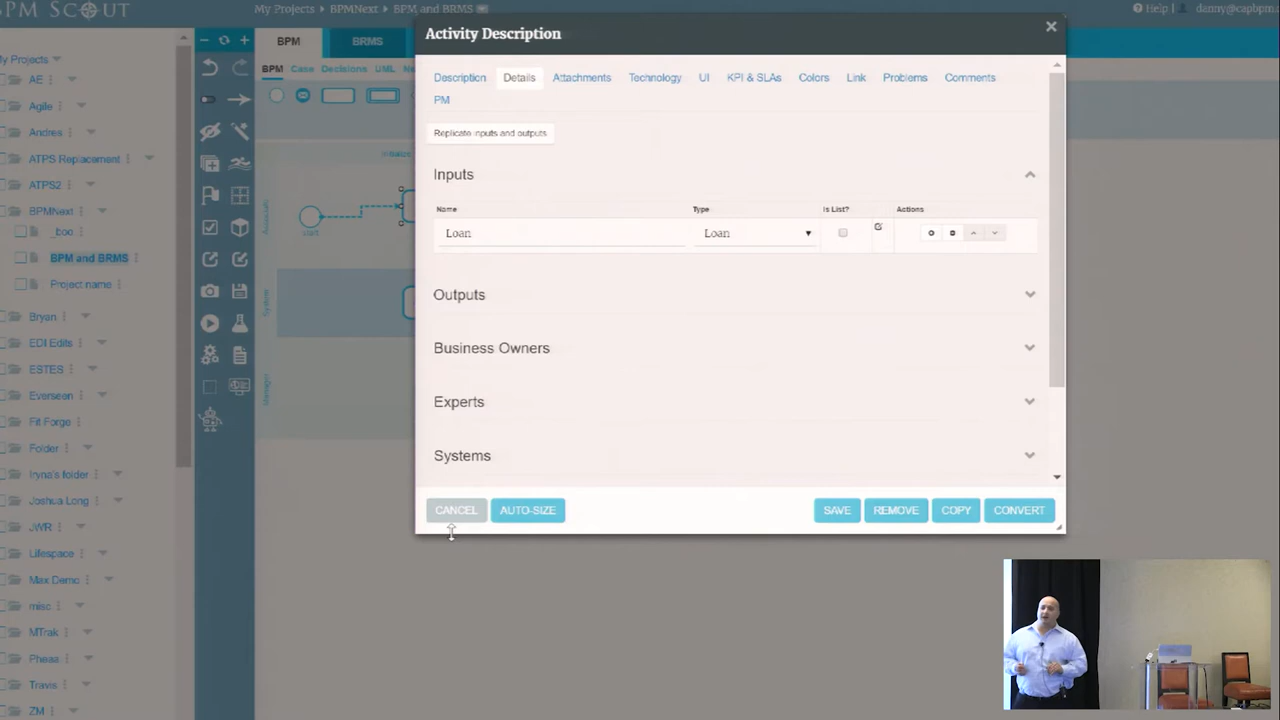 BPM SCOUT
My Projects BPMNext BPM and BRMS
Help danny@capbpm.c
My Projects
AE
Agile
Andres
ATPS Replacement
ATPS2
BPMNext
_boo
BPM and BRMS
Project name
Bryan
EDI Edits
ESTES
Everseen
Fit Forge
Folder
Iryna's folder
Joshua Long
JWR
Lifespace
Max Demo
misc
MTrak
Pheaa
Travis
ZM
BPM BRMS
BPM Case Decisions UML
start
System
Manager
Activity Description
Description Details Attachments Technology UI KPI & SLAs Colors Link Problems Comments
PM
Replicate inputs and outputs
Inputs
Name Type Is List? Actions
Loan Loan
Outputs
Business Owners
Experts
Systems
CANCEL AUTO-SIZE SAVE REMOVE COPY CONVERT